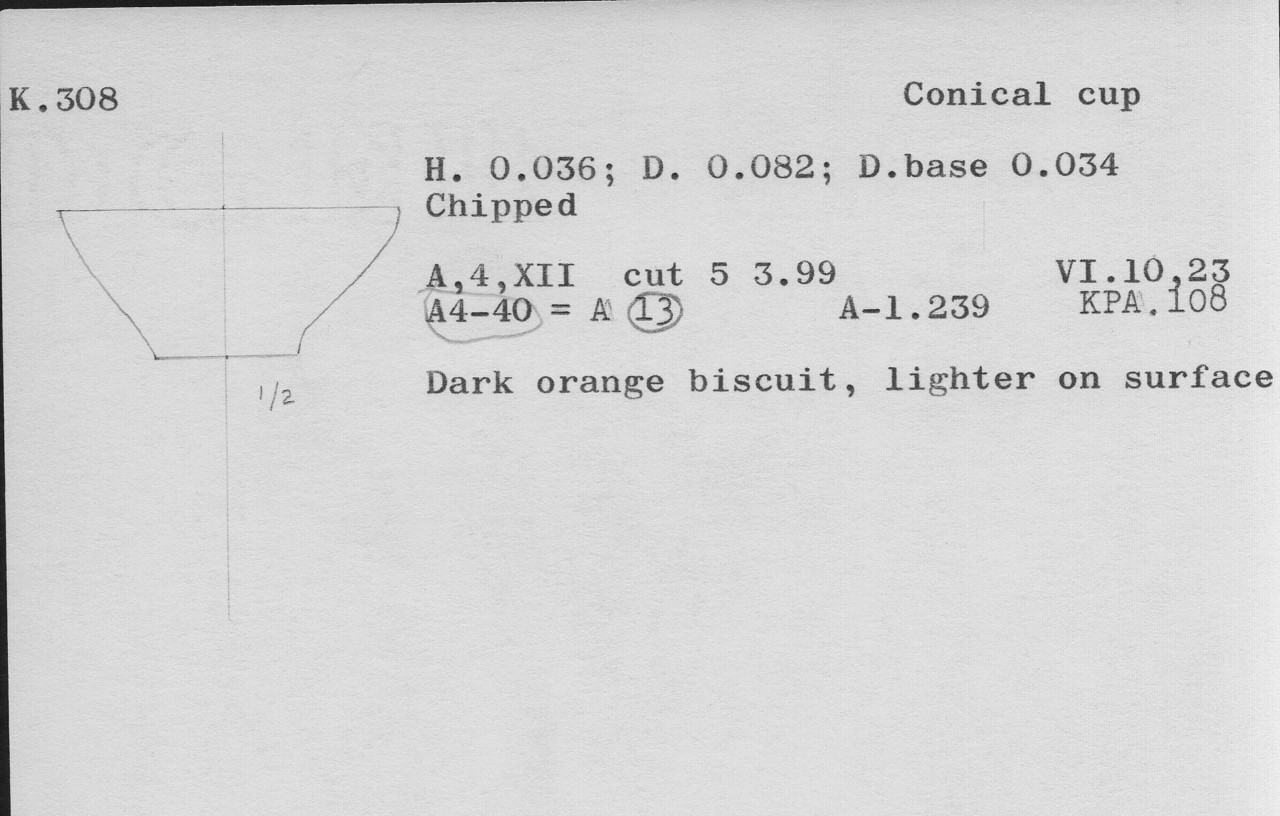 K.308 Conical cup
H. 0.036; D. 0.082; D.base 0.034
Chipped
A,4,XII cut 5 3.99 VI.10,23
A4-40 = A 13 A-1.239 KPA.108
Dark orange biscuit, lighter on surface
1/2